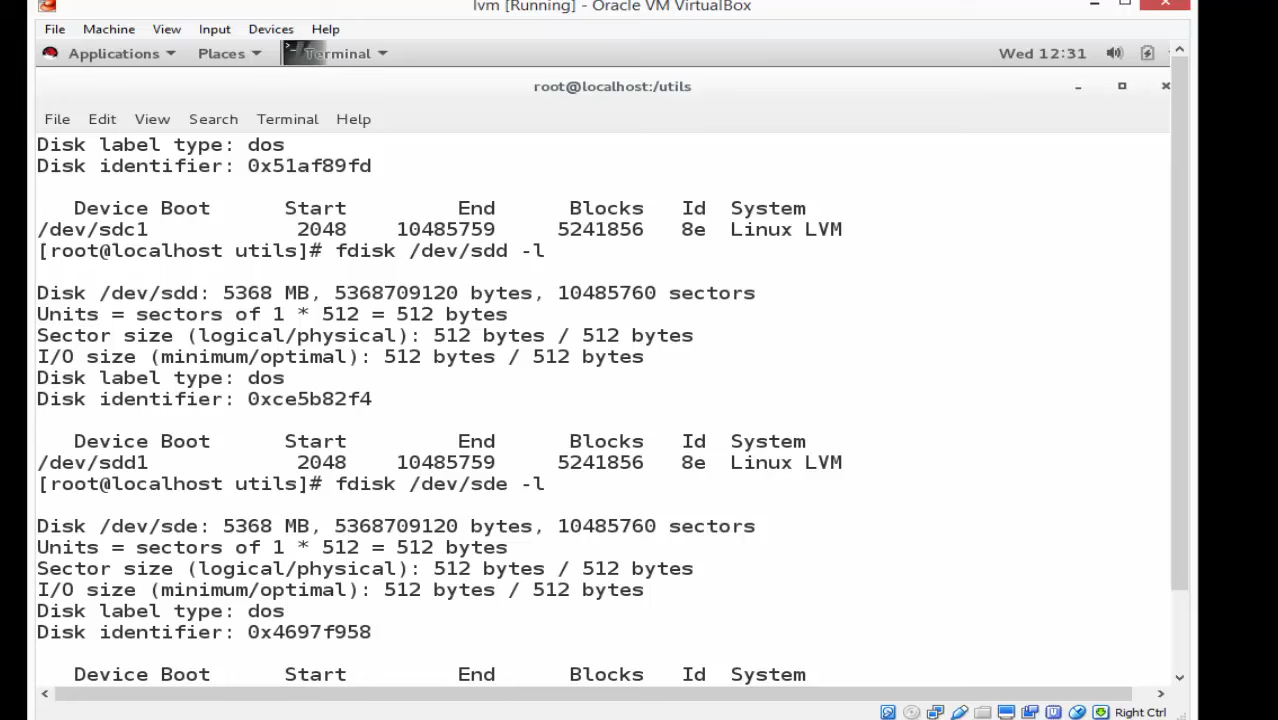 lvm [Running] - Oracle VM VirtualBox
File Machine View Input Devices Help
Applications Places Terminal Wed 12:31
root@localhost:/utils
File Edit View Search Terminal Help
Disk label type: dos
Disk identifier: 0x51af89fd
Device Boot Start End Blocks Id System
/dev/sdc1 2048 10485759 5241856 8e Linux LVM
[root@localhost utils]# fdisk /dev/sdd -l
Disk /dev/sdd: 5368 MB, 5368709120 bytes, 10485760 sectors
Units = sectors of 1 * 512 = 512 bytes
Sector size (logical/physical): 512 bytes / 512 bytes
I/O size (minimum/optimal): 512 bytes / 512 bytes
Disk label type: dos
Disk identifier: 0xce5b82f4
Device Boot Start End Blocks Id System
/dev/sdd1 2048 10485759 5241856 8e Linux LVM
[root@localhost utils]# fdisk /dev/sde -l
Disk /dev/sde: 5368 MB, 5368709120 bytes, 10485760 sectors
Units = sectors of 1 * 512 = 512 bytes
Sector size (logical/physical): 512 bytes / 512 bytes
I/O size (minimum/optimal): 512 bytes / 512 bytes
Disk label type: dos
Disk identifier: 0x4697f958
Device Boot Start End Blocks Id System
Right Ctrl